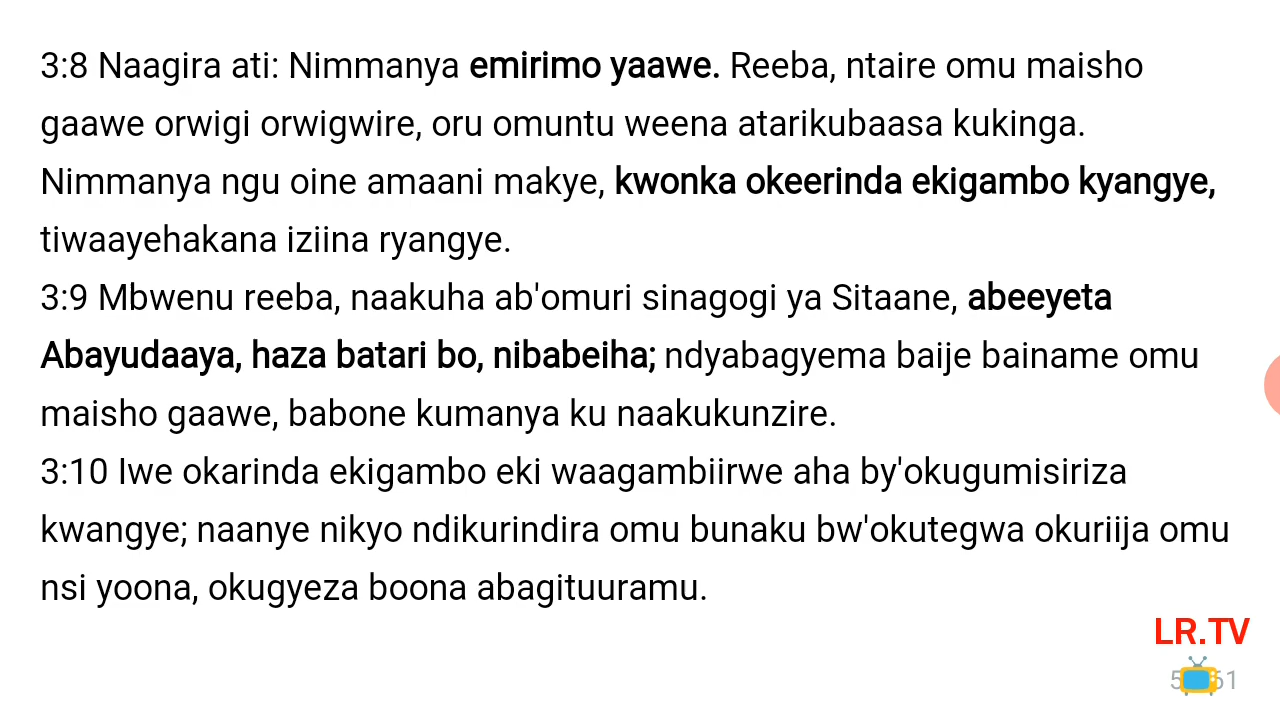 3:8 Naagira ati: Nimmanya emirimo yaawe. Reeba, ntaire omu maisho
gaawe orwigi orwigwire, oru omuntu weena atarikubaasa kukinga.
Nimmanya ngu oine amaani makye, kwonka okeerinda ekigambo kyangye,
tiwaayehakana iziina ryangye.
3:9 Mbwenu reeba, naakuha ab'omuri sinagogi ya Sitaane, abeeyeta
Abayudaaya, haza batari bo, nibabeiha; ndyabagyema baije bainame omu
maisho gaawe, babone kumanya ku naakukunzire.
3:10 Iwe okarinda ekigambo eki waagambiirwe aha by'okugumisiriza
kwangye; naanye nikyo ndikurindira omu bunaku bw'okutegwa okuriija omu
nsi yoona, okugyeza boona abagituuramu.
LR.TV